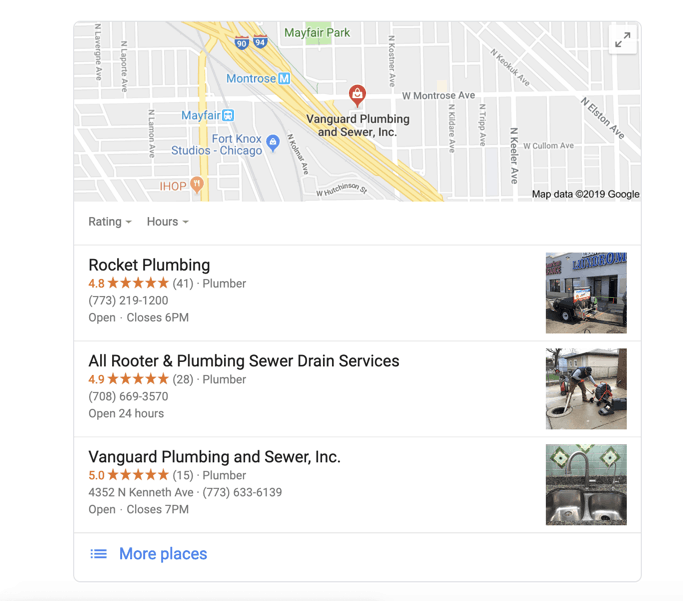 Mayfair Park
90 94
N Lavergne Ave
N Laporte Ave
N Kostner Ave
N Keokuk Ave
Montrose M
W Montrose Ave
Vanguard Plumbing
and Sewer, Inc.
Mayfair
N Lamon Ave
Fort Knox
Studios - Chicago
N Kolmar Ave
N Kildare Ave
N Tripp Ave
N Keeler Ave
N Elston Ave
W Cullom Ave
IHOP
W Hutchinson St
Map data ©2019 Google
Rating Hours
Rocket Plumbing
4.8 ★★★★★ (41) · Plumber
(773) 219-1200
Open · Closes 6PM
All Rooter & Plumbing Sewer Drain Services
4.9 ★★★★★ (28) · Plumber
(708) 669-3570
Open 24 hours
Vanguard Plumbing and Sewer, Inc.
5.0 ★★★★★ (15) · Plumber
4352 N Kenneth Ave · (773) 633-6139
Open · Closes 7PM
More places